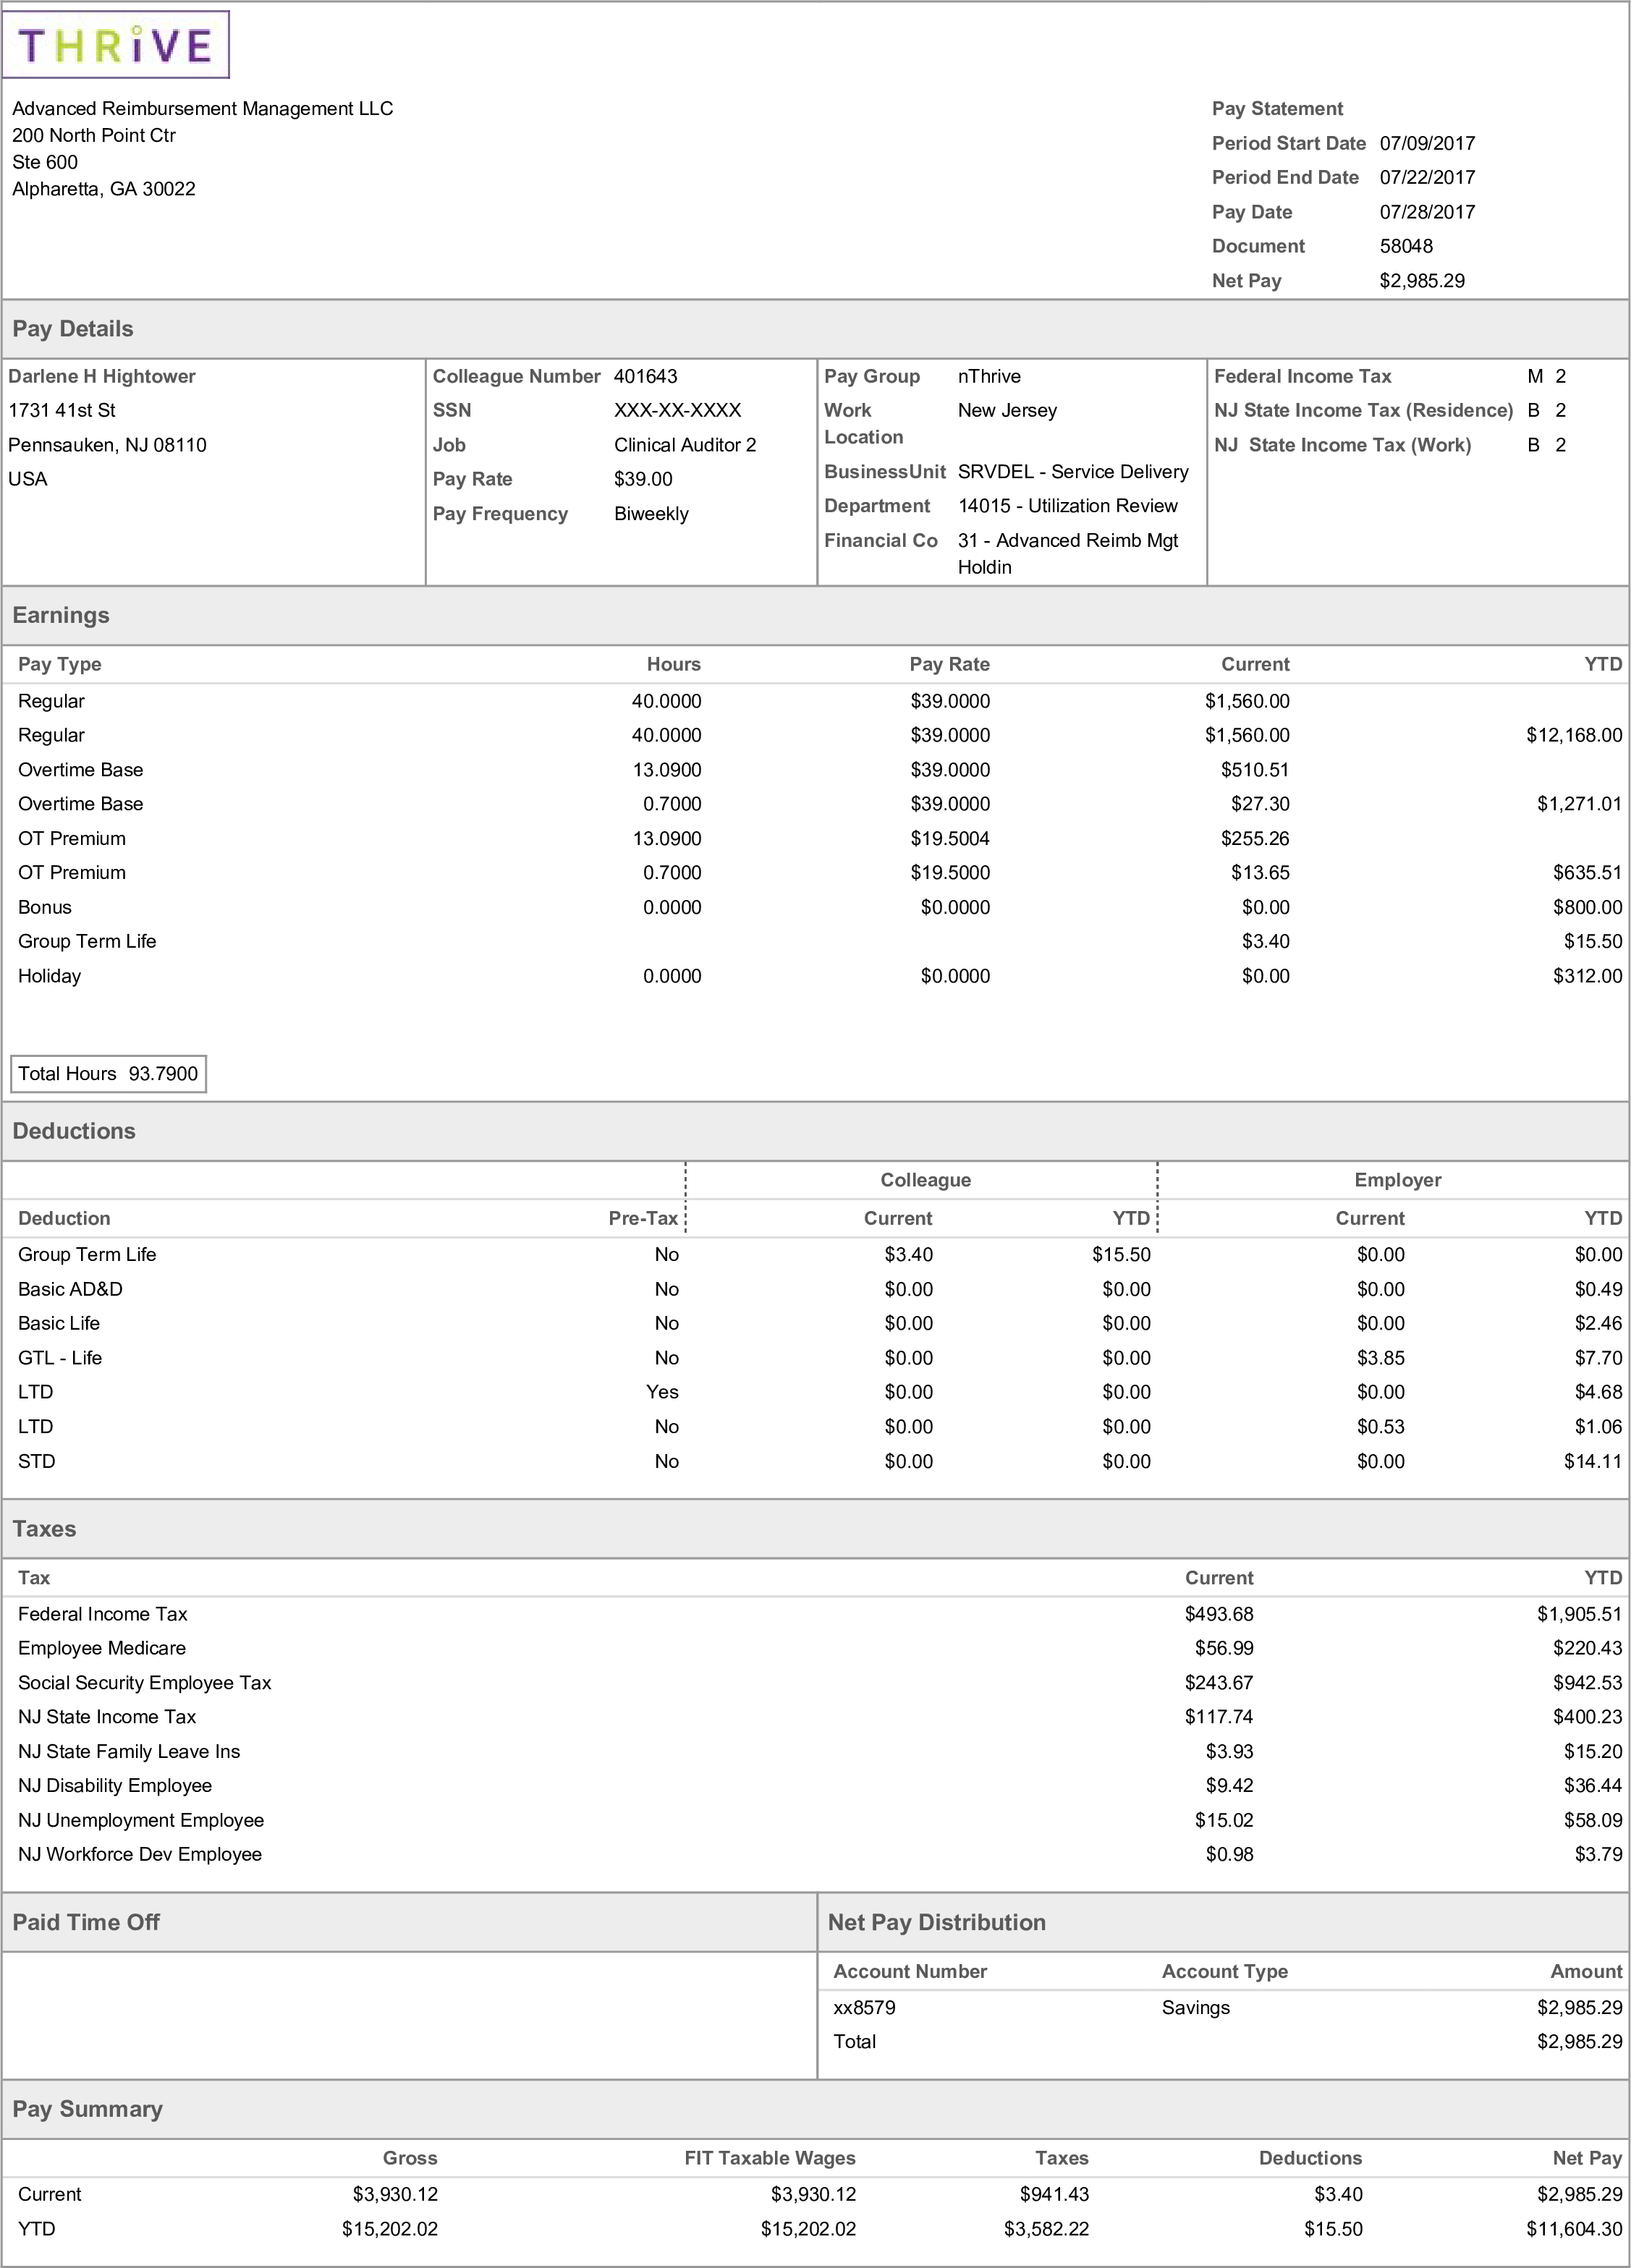 THRiVE
Advanced Reimbursement Management LLC
200 North Point Ctr
Ste 600
Alpharetta, GA 30022
Pay Statement
Period Start Date 07/09/2017
Period End Date 07/22/2017
Pay Date 07/28/2017
Document 58048
Net Pay $2,985.29
Pay Details
Darlene H Hightower
1731 41st St
Pennsauken, NJ 08110
USA
Colleague Number 401643
SSN XXX-XX-XXXX
Job Clinical Auditor 2
Pay Rate $39.00
Pay Frequency Biweekly
Pay Group nThrive
Work New Jersey
Location
BusinessUnit SRVDEL - Service Delivery
Department 14015 - Utilization Review
Financial Co 31 - Advanced Reimb Mgt
Holdin
Federal Income Tax M 2
NJ State Income Tax (Residence) B 2
NJ State Income Tax (Work) B 2
Earnings
Pay Type Hours Pay Rate Current YTD
Regular 40.0000 $39.0000 $1,560.00
Regular 40.0000 $39.0000 $1,560.00 $12,168.00
Overtime Base 13.0900 $39.0000 $510.51
Overtime Base 0.7000 $39.0000 $27.30 $1,271.01
OT Premium 13.0900 $19.5004 $255.26
OT Premium 0.7000 $19.5000 $13.65 $635.51
Bonus 0.0000 $0.0000 $0.00 $800.00
Group Term Life $3.40 $15.50
Holiday 0.0000 $0.0000 $0.00 $312.00
Total Hours 93.7900
Deductions
Colleague Employer
Deduction Pre-Tax Current YTD Current YTD
Group Term Life No $3.40 $15.50 $0.00 $0.00
Basic AD&D No $0.00 $0.00 $0.00 $0.49
Basic Life No $0.00 $0.00 $0.00 $2.46
GTL - Life No $0.00 $0.00 $3.85 $7.70
LTD Yes $0.00 $0.00 $0.00 $4.68
LTD No $0.00 $0.00 $0.53 $1.06
STD No $0.00 $0.00 $0.00 $14.11
Taxes
Tax Current YTD
Federal Income Tax $493.68 $1,905.51
Employee Medicare $56.99 $220.43
Social Security Employee Tax $243.67 $942.53
NJ State Income Tax $117.74 $400.23
NJ State Family Leave Ins $3.93 $15.20
NJ Disability Employee $9.42 $36.44
NJ Unemployment Employee $15.02 $58.09
NJ Workforce Dev Employee $0.98 $3.79
Paid Time Off
Net Pay Distribution
Account Number Account Type Amount
xx8579 Savings $2,985.29
Total $2,985.29
Pay Summary
Gross FIT Taxable Wages Taxes Deductions Net Pay
Current $3,930.12 $3,930.12 $941.43 $3.40 $2,985.29
YTD $15,202.02 $15,202.02 $3,582.22 $15.50 $11,604.30